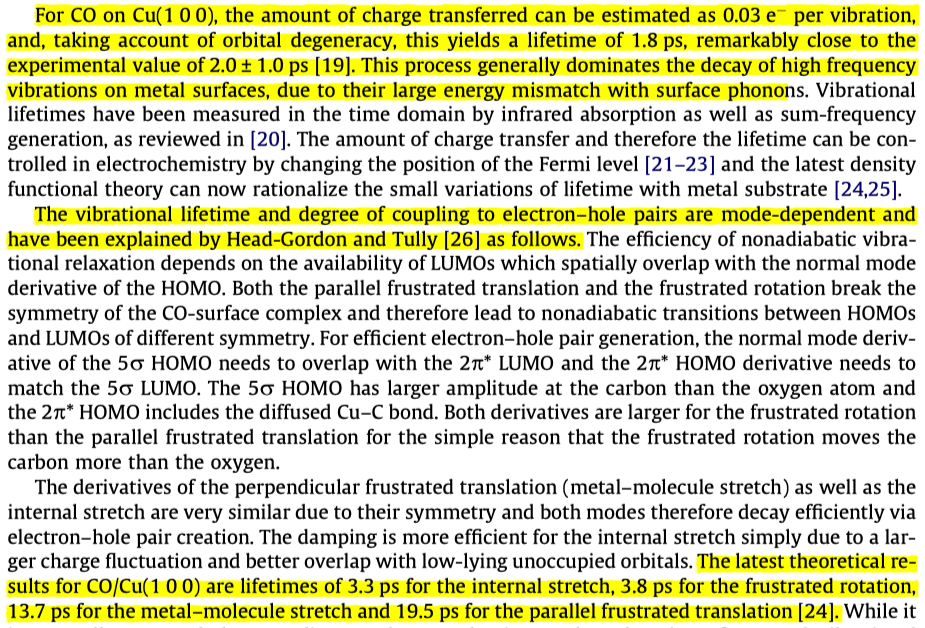 For CO on Cu(1 0 0), the amount of charge transferred can be estimated as 0.03 e⁻ per vibration,
and, taking account of orbital degeneracy, this yields a lifetime of 1.8 ps, remarkably close to the
experimental value of 2.0 ± 1.0 ps [19]. This process generally dominates the decay of high frequency
vibrations on metal surfaces, due to their large energy mismatch with surface phonons. Vibrational
lifetimes have been measured in the time domain by infrared absorption as well as sum-frequency
generation, as reviewed in [20]. The amount of charge transfer and therefore the lifetime can be con-
trolled in electrochemistry by changing the position of the Fermi level [21–23] and the latest density
functional theory can now rationalize the small variations of lifetime with metal substrate [24,25].
The vibrational lifetime and degree of coupling to electron–hole pairs are mode-dependent and
have been explained by Head-Gordon and Tully [26] as follows. The efficiency of nonadiabatic vibra-
tional relaxation depends on the availability of LUMOs which spatially overlap with the normal mode
derivative of the HOMO. Both the parallel frustrated translation and the frustrated rotation break the
symmetry of the CO-surface complex and therefore lead to nonadiabatic transitions between HOMOs
and LUMOs of different symmetry. For efficient electron–hole pair generation, the normal mode deriv-
ative of the 5σ HOMO needs to overlap with the 2π* LUMO and the 2π* HOMO derivative needs to
match the 5σ LUMO. The 5σ HOMO has larger amplitude at the carbon than the oxygen atom and
the 2π* HOMO includes the diffused Cu–C bond. Both derivatives are larger for the frustrated rotation
than the parallel frustrated translation for the simple reason that the frustrated rotation moves the
carbon more than the oxygen.
The derivatives of the perpendicular frustrated translation (metal–molecule stretch) as well as the
internal stretch are very similar due to their symmetry and both modes therefore decay efficiently via
electron–hole pair creation. The damping is more efficient for the internal stretch simply due to a lar-
ger charge fluctuation and better overlap with low-lying unoccupied orbitals. The latest theoretical re-
sults for CO/Cu(1 0 0) are lifetimes of 3.3 ps for the internal stretch, 3.8 ps for the frustrated rotation,
13.7 ps for the metal–molecule stretch and 19.5 ps for the parallel frustrated translation [24]. While it